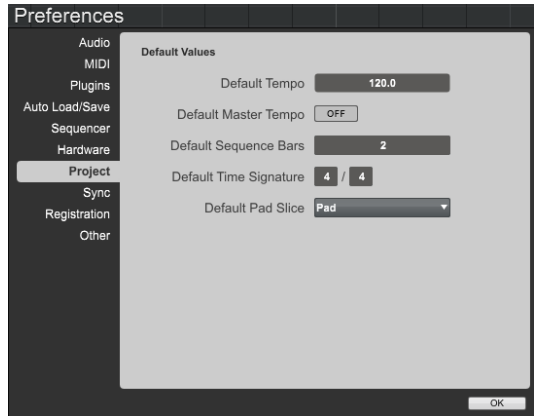 Preferences
Audio
MIDI
Plugins
Auto Load/Save
Sequencer
Hardware
Project
Sync
Registration
Other
Default Values
Default Tempo 120.0
Default Master Tempo OFF
Default Sequence Bars 2
Default Time Signature 4 / 4
Default Pad Slice Pad
OK